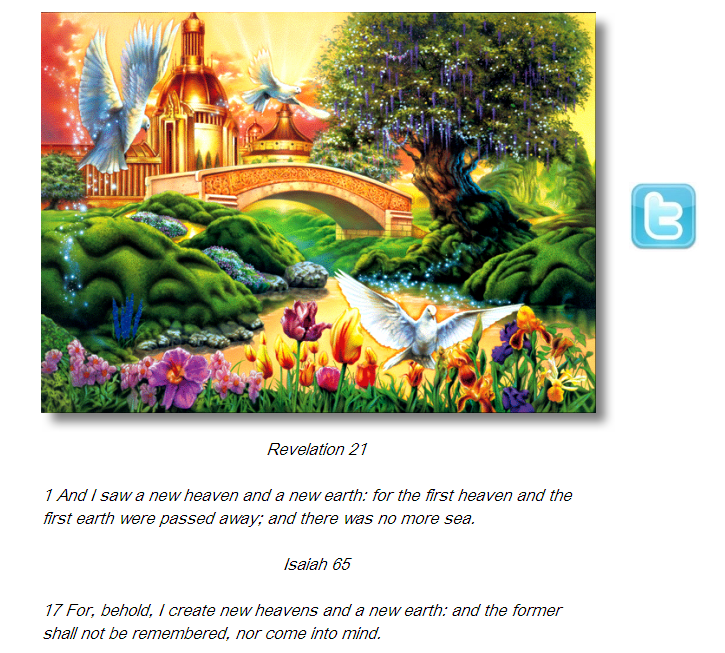 t
Revelation 21
1 And I saw a new heaven and a new earth: for the first heaven and the
first earth were passed away; and there was no more sea.
Isaiah 65
17 For, behold, I create new heavens and a new earth: and the former
shall not be remembered, nor come into mind.